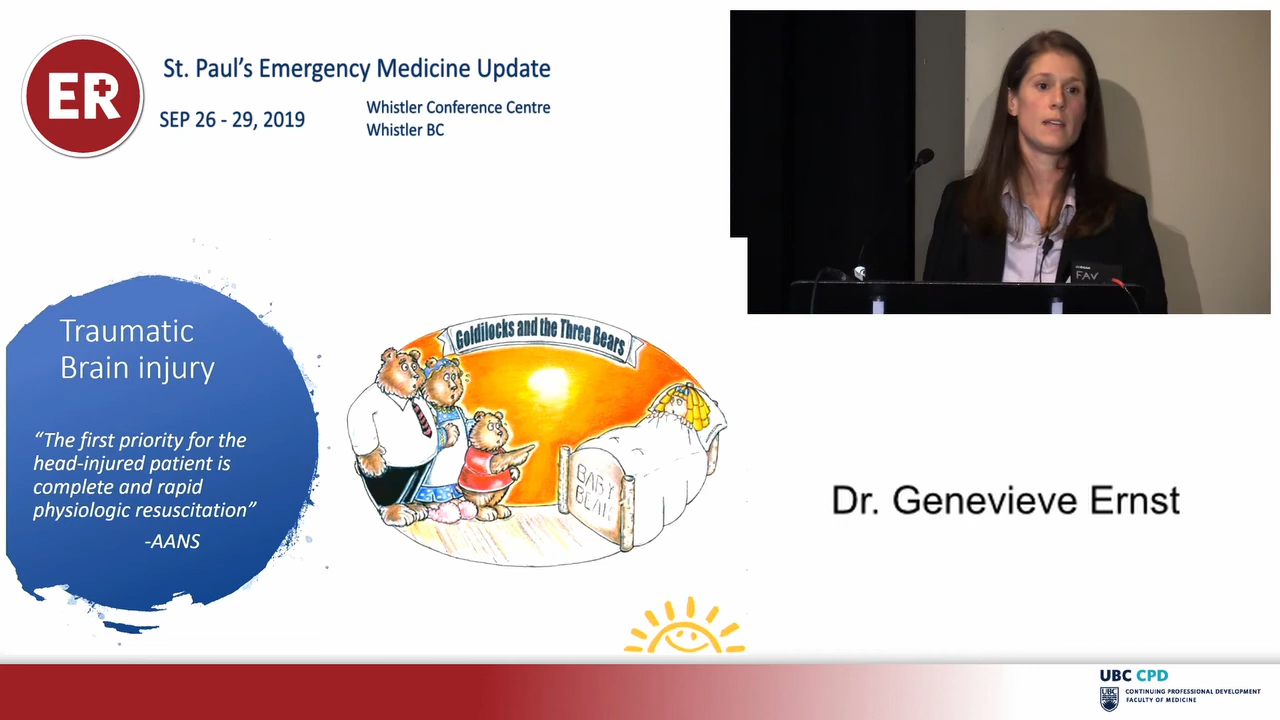 ER
St. Paul's Emergency Medicine Update
SEP 26 - 29, 2019
Whistler Conference Centre
Whistler BC
FAV
Traumatic
Brain injury
“The first priority for the
head-injured patient is
complete and rapid
physiologic resuscitation”
-AANS
Goldilocks and the Three Bears
BABY
BEAR
Dr. Genevieve Ernst
UBC CPD
UBC
CONTINUING PROFESSIONAL DEVELOPMENT
FACULTY OF MEDICINE